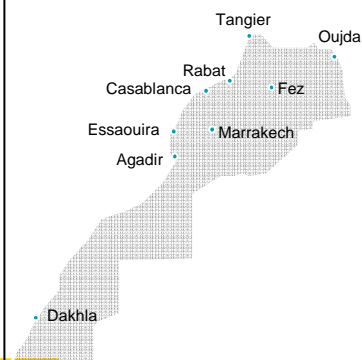 Tangier
Oujda
Rabat
Casablanca
Fez
Essaouira
Marrakech
Agadir
Dakhla